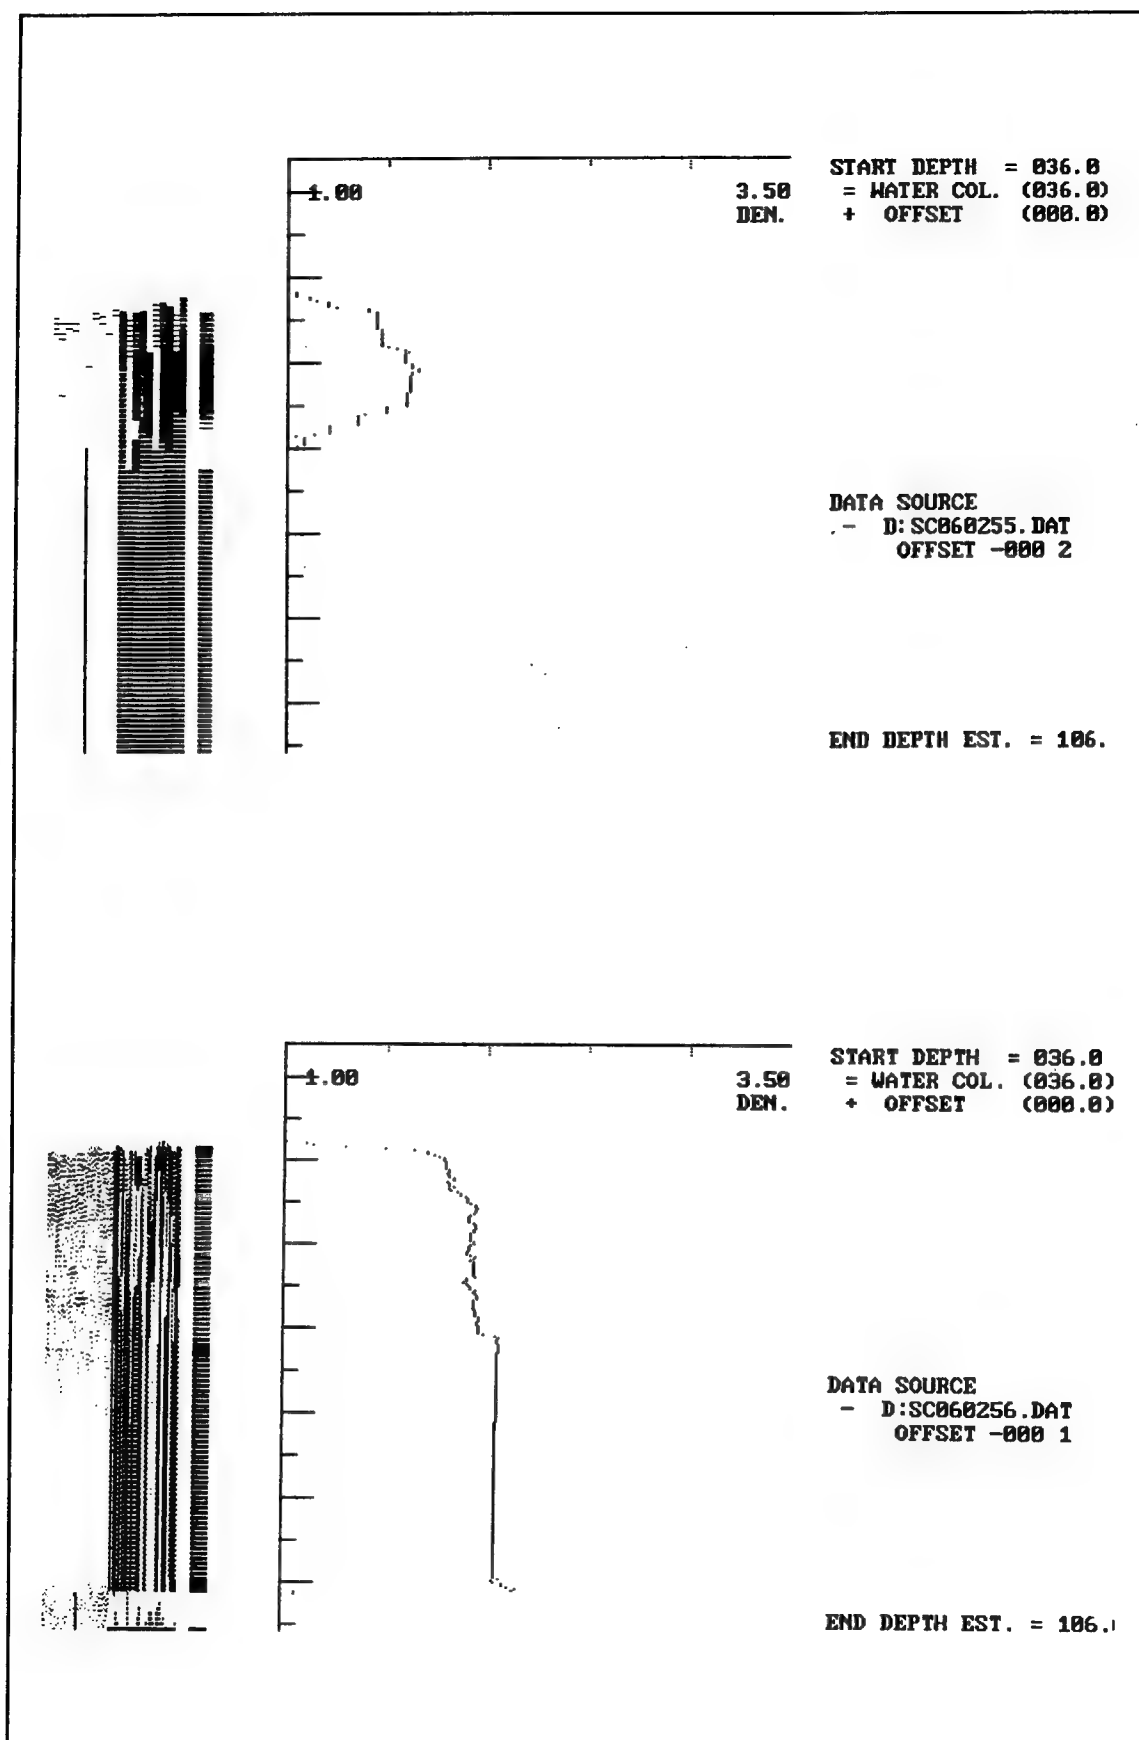 START DEPTH = 036.0
1.00 3.50 = WATER COL. (036.0)
DEN. + OFFSET (000.0)
DATA SOURCE
- D:SC060255.DAT
OFFSET -000 2
END DEPTH EST. = 106.
START DEPTH = 036.0
1.00 3.50 = WATER COL. (036.0)
DEN. + OFFSET (000.0)
DATA SOURCE
- D:SC060256.DAT
OFFSET -000 1
END DEPTH EST. = 106.